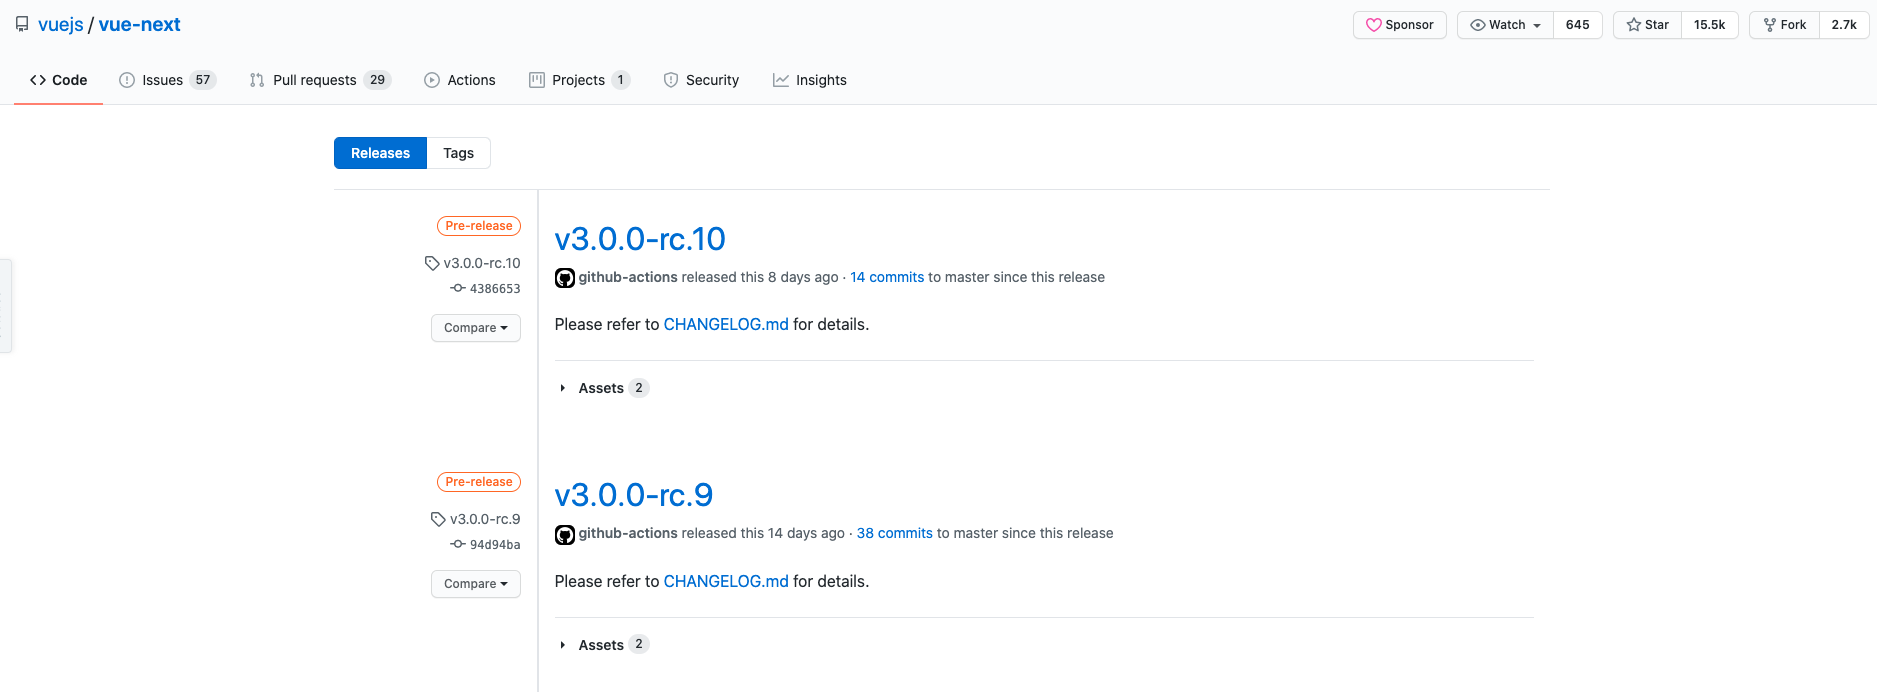 vuejs / vue-next
Sponsor Watch 645 Star 15.5k Fork 2.7k
Code Issues 57 Pull requests 29 Actions Projects 1 Security Insights
Releases Tags
Pre-release
v3.0.0-rc.10
4386653
Compare
v3.0.0-rc.10
github-actions released this 8 days ago · 14 commits to master since this release
Please refer to CHANGELOG.md for details.
Assets 2
Pre-release
v3.0.0-rc.9
94d94ba
Compare
v3.0.0-rc.9
github-actions released this 14 days ago · 38 commits to master since this release
Please refer to CHANGELOG.md for details.
Assets 2